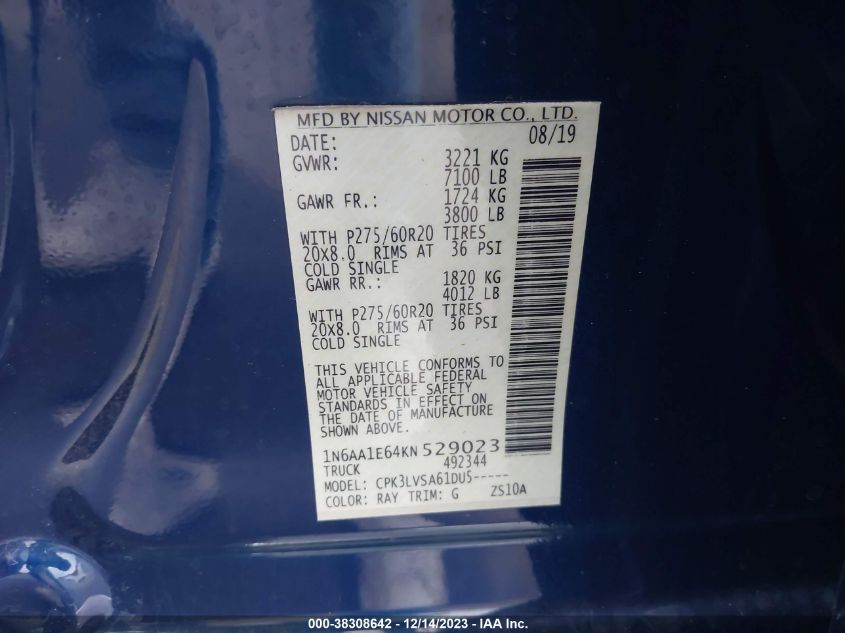 MFD BY NISSAN MOTOR CO., LTD.
DATE: 08/19
GVWR: 3221 KG
7100 LB
GAWR FR.: 1724 KG
3800 LB
WITH P275/60R20 TIRES
20X8.0 RIMS AT 36 PSI
COLD SINGLE
GAWR RR.: 1820 KG
4012 LB
WITH P275/60R20 TIRES
20X8.0 RIMS AT 36 PSI
COLD SINGLE
THIS VEHICLE CONFORMS TO
ALL APPLICABLE FEDERAL
MOTOR VEHICLE SAFETY
STANDARDS IN EFFECT ON
THE DATE OF MANUFACTURE
SHOWN ABOVE.
1N6AA1E64KN 529023
TRUCK 492344
MODEL: CPK3LVSA61DU5-----
COLOR: RAY TRIM: G ZS10A
000-38308642 - 12/14/2023 - IAA Inc.